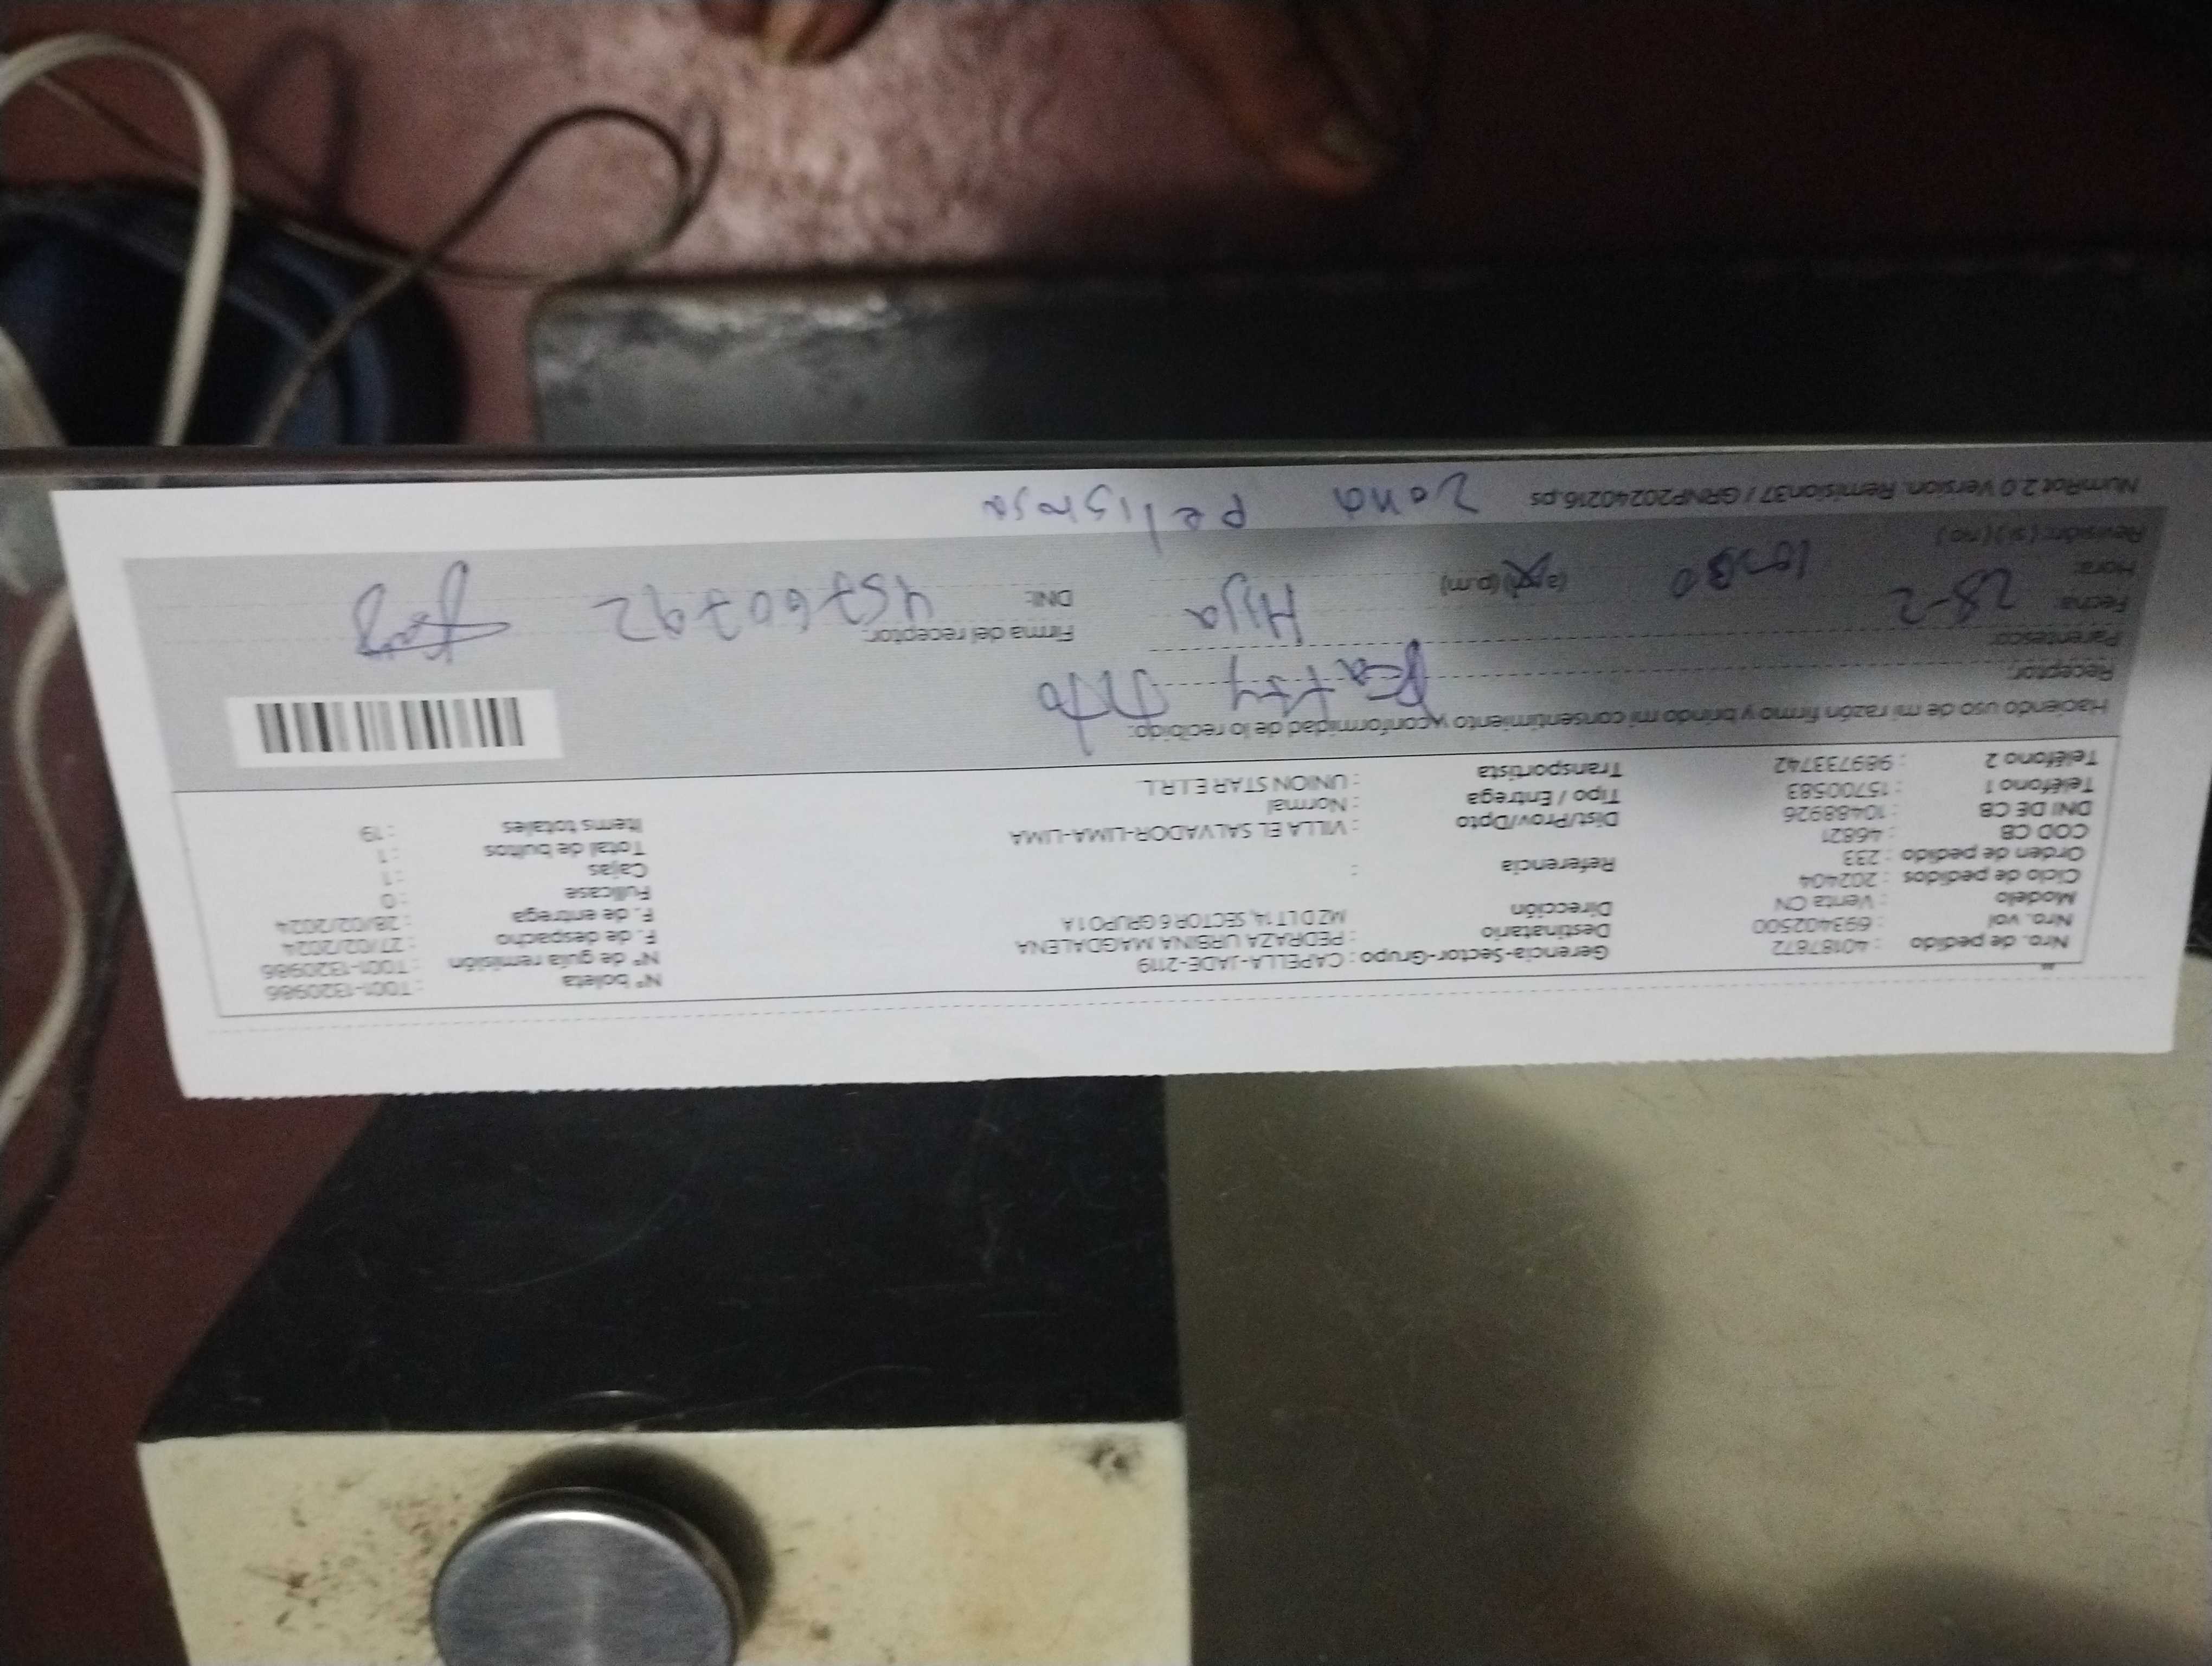 Nro. de pedido : 40187872
Nro. vol : 693402500
Modelo : Venta CN
Ciclo de pedidos : 202404
Orden de pedido : 233
COD CB : 46821
DNI DE CB : 10488926
Teléfono 1 : 15700583
Teléfono 2 : 989733742
Gerencia-Sector-Grupo : CAPELLA-JADE-2119
Destinatario : PEDRAZA URBINA MAGDALENA
Dirección MZ D LT 14, SECTOR 6 GRUPO 1 A
Referencia :
Dist/Prov/Dpto : VILLA EL SALVADOR-LIMA-LIMA
Tipo / Entrega : Normal
Transportista : UNION STAR E.I.R.L.
Nº boleta : T001-1320986
Nº de guía remisión : T001-1320986
F. de despacho : 27/02/2024
F. de entrega : 28/02/2024
Fullcase : 0
Cajas : 1
Total de bultos : 1
Items totales : 19
Haciendo uso de mi razón firmo y brindo mi consentimiento y conformidad de lo recibido:
Receptor: Katty
Parentesco: Hija
Fecha: 28-2
Hora: (a.m) (p.m)
Revisión: ( si ) ( no )
Firma del receptor:
DNI: 457607792
NumRot 2.0 Version. Remision37 / GRNP20240216.ps
Zona peligrosa